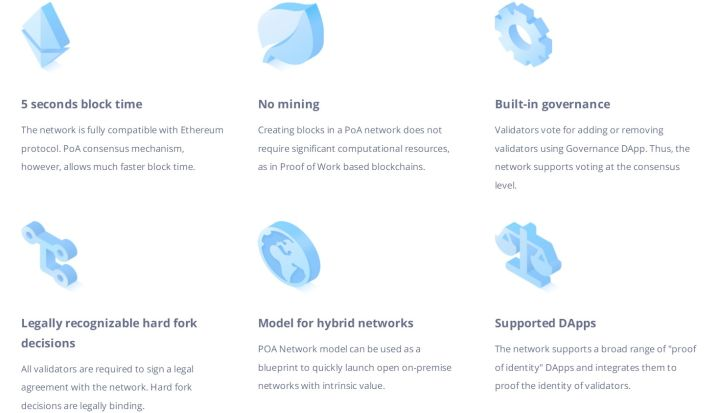 5 seconds block time
The network is fully compatible with Ethereum
protocol. PoA consensus mechanism,
however, allows much faster block time.
No mining
Creating blocks in a PoA network does not
require significant computational resources,
as in Proof of Work based blockchains.
Built-in governance
Validators vote for adding or removing
validators using Governance DApp. Thus, the
network supports voting at the consensus
level.
Legally recognizable hard fork
decisions
All validators are required to sign a legal
agreement with the network. Hard fork
decisions are legally binding.
Model for hybrid networks
POA Network model can be used as a
blueprint to quickly launch open on-premise
networks with intrinsic value.
Supported DApps
The network supports a broad range of "proof
of identity" DApps and integrates them to
proof the identity of validators.